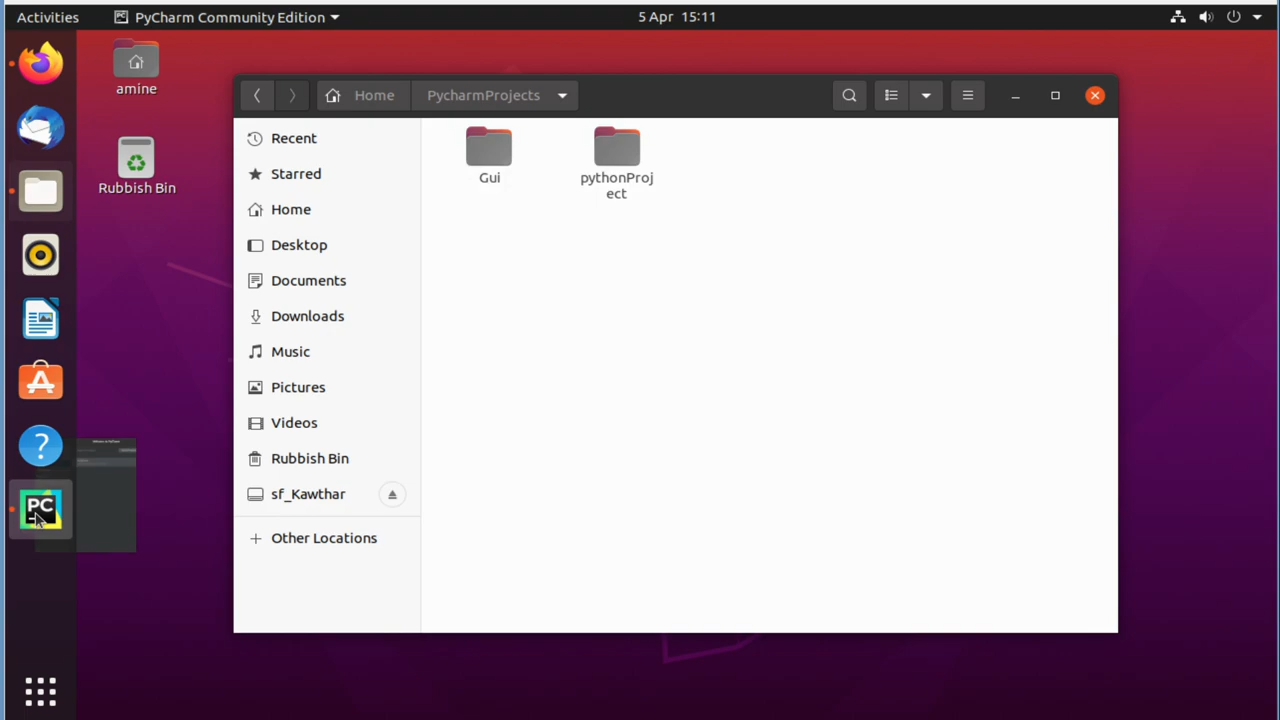 Activities
PyCharm Community Edition
5 Apr 15:11
amine
Rubbish Bin
Home
PycharmProjects
Recent
Starred
Home
Desktop
Documents
Downloads
Music
Pictures
Videos
Rubbish Bin
sf_Kawthar
Other Locations
Gui
pythonProj
ect
?
PC